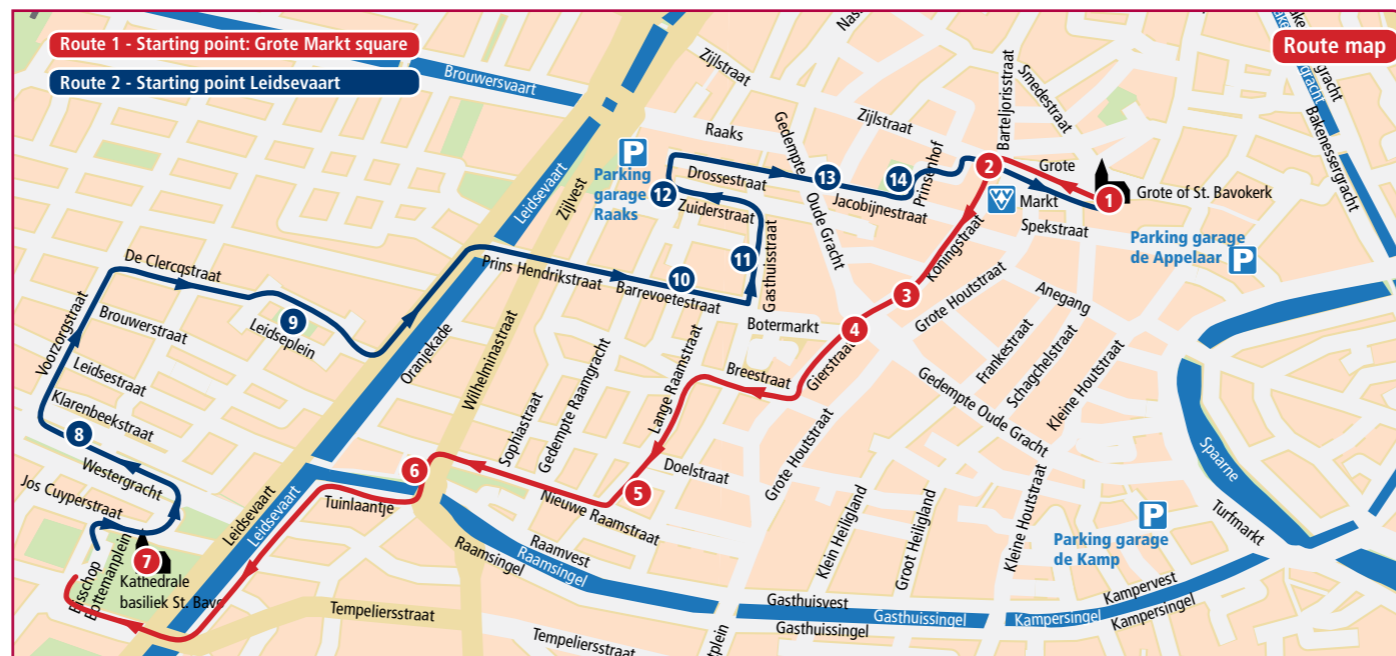 Route 1 - Starting point: Grote Markt square
Route 2 - Starting point Leidsevaart
Route map
Brouwersvaart
Leidsevaart
Zijlvest
Zijlstraat
Raaks
Gedempte
Oude Gracht
Zijlstraat
Barteljorisstraat
Smedestraat
Bakenessergracht
P
Parking
garage
Raaks
12
Drossestraat
Zuiderstraat
13
Jacobijnestraat
14
Prinsenhof
2
Grote
Markt
1
Grote of St. Bavokerk
Spekstraat
Parking garage
de Appelaar
P
De Clercqstraat
Voorzorgstraat
Brouwerstraat
Leidsestraat
Klarenbeekstraat
9
Leidseplein
Oranjekade
Prins Hendrikstraat
10
Barrevoetestraat
11
Gasthuisstraat
Koningstraat
3
4
Botermarkt
Gierstraat
Grote Houtstraat
Anegang
Frankestraat
Schagchelstraat
Kleine Houtstraat
Gedempte Oude Gracht
Wilhelminastraat
Sophiastraat
Gedempte Raamgracht
Lange Raamstraat
Breestraat
Grote Houtstraat
Doelstraat
5
Nieuwe Raamstraat
6
Tuinlaantje
8
Westergracht
Jos Cuyperstraat
Leidsevaart
Leidsevaart
Bisschop
Bottemanplein
7
Kathedrale
basiliek St. Bavo
Raamvest
Raamsingel
Raamsingel
Tempeliersstraat
Tempeliersstraat
Klein Heiligland
Groot Heiligland
Kleine Houtstraat
P
Parking garage
de Kamp
Spaarne
Turfmarkt
Gasthuisvest
Gasthuissingel
Gasthuissingel
Kampervest
Kampersingel
Kampersingel